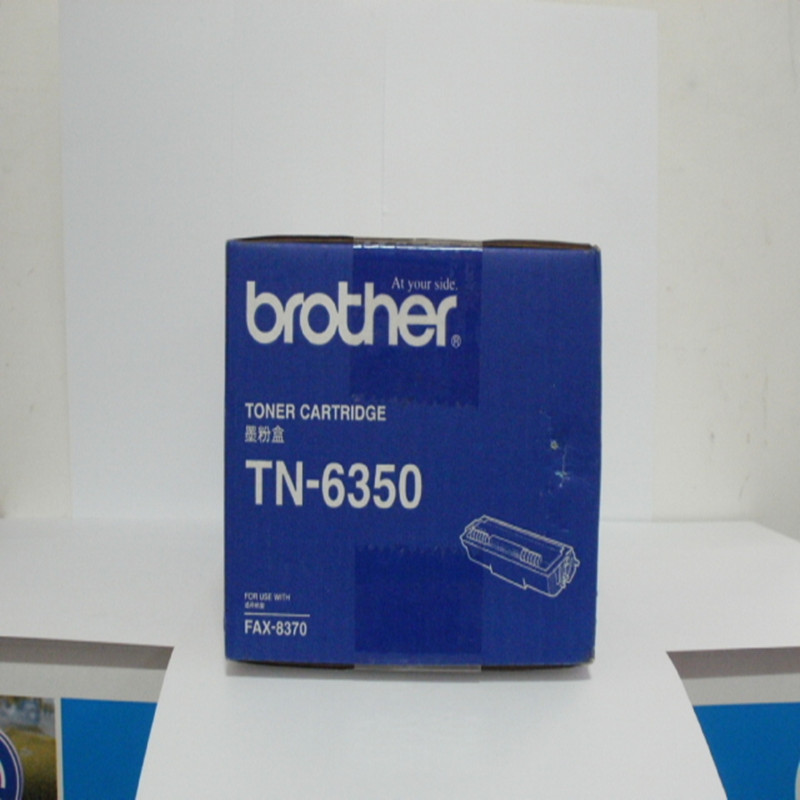 At your side.
brother®
TONER CARTRIDGE
墨粉盒
TN-6350
FOR USE WITH
FAX-8370